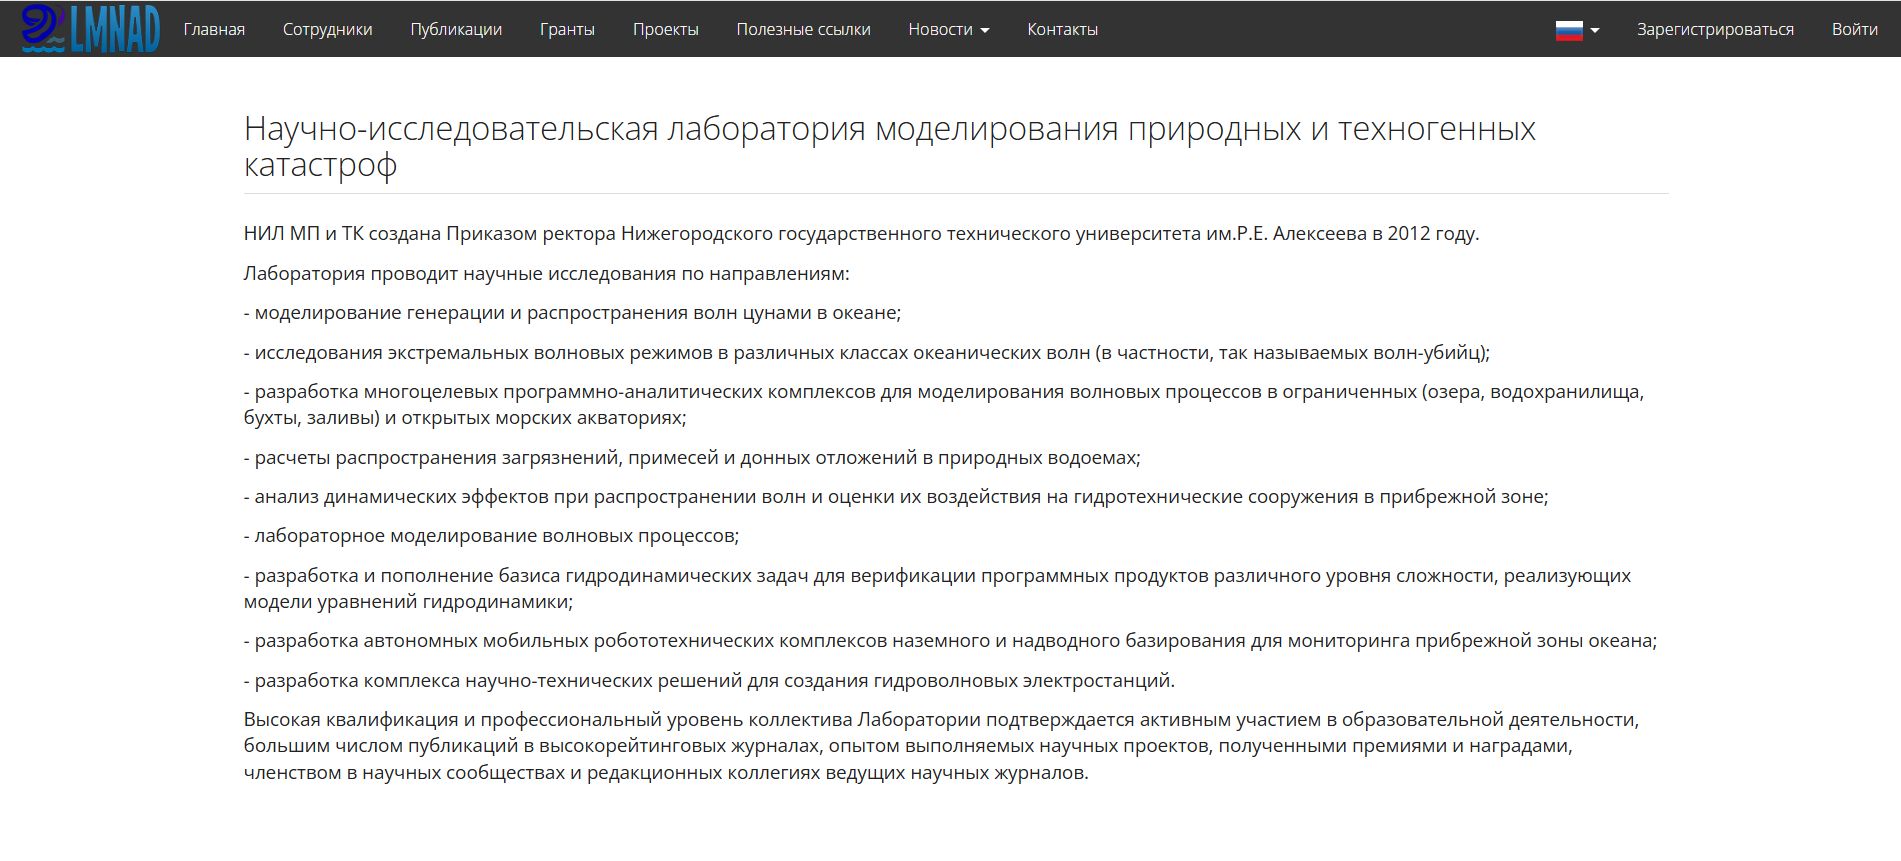 LMNAD Главная Сотрудники Публикации Гранты Проекты Полезные ссылки Новости Контакты Зарегистрироваться Войти
Научно-исследовательская лаборатория моделирования природных и техногенных
катастроф
НИЛ МП и ТК создана Приказом ректора Нижегородского государственного технического университета им.Р.Е. Алексеева в 2012 году.
Лаборатория проводит научные исследования по направлениям:
- моделирование генерации и распространения волн цунами в океане;
- исследования экстремальных волновых режимов в различных классах океанических волн (в частности, так называемых волн-убийц);
- разработка многоцелевых программно-аналитических комплексов для моделирования волновых процессов в ограниченных (озера, водохранилища,
бухты, заливы) и открытых морских акваториях;
- расчеты распространения загрязнений, примесей и донных отложений в природных водоемах;
- анализ динамических эффектов при распространении волн и оценки их воздействия на гидротехнические сооружения в прибрежной зоне;
- лабораторное моделирование волновых процессов;
- разработка и пополнение базиса гидродинамических задач для верификации программных продуктов различного уровня сложности, реализующих
модели уравнений гидродинамики;
- разработка автономных мобильных робототехнических комплексов наземного и надводного базирования для мониторинга прибрежной зоны океана;
- разработка комплекса научно-технических решений для создания гидроволновых электростанций.
Высокая квалификация и профессиональный уровень коллектива Лаборатории подтверждается активным участием в образовательной деятельности,
большим числом публикаций в высокорейтинговых журналах, опытом выполняемых научных проектов, полученными премиями и наградами,
членством в научных сообществах и редакционных коллегиях ведущих научных журналов.